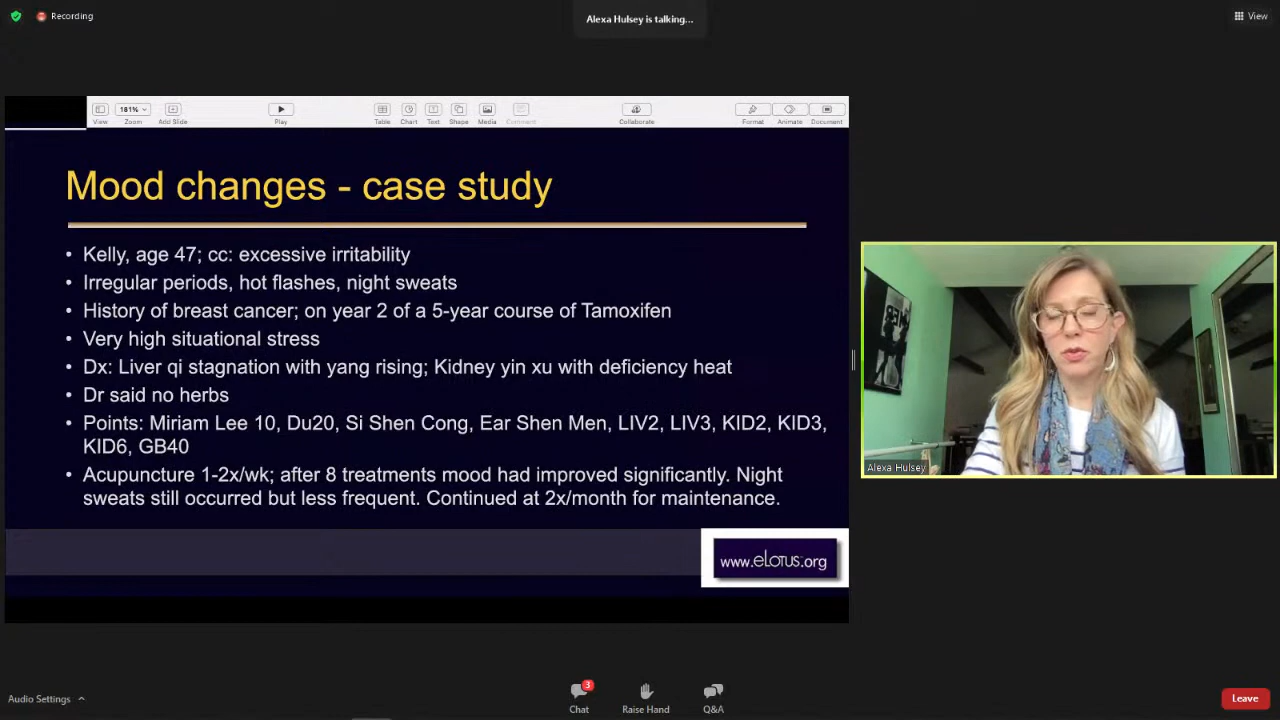 Recording
Alexa Hulsey is talking...
View
181%
View
Zoom
Add Slide
Play
Table
Chart
Text
Shape
Media
Comment
Collaborate
Format
Animate
Document
Mood changes - case study
• Kelly, age 47; cc: excessive irritability
• Irregular periods, hot flashes, night sweats
• History of breast cancer; on year 2 of a 5-year course of Tamoxifen
• Very high situational stress
• Dx: Liver qi stagnation with yang rising; Kidney yin xu with deficiency heat
• Dr said no herbs
• Points: Miriam Lee 10, Du20, Si Shen Cong, Ear Shen Men, LIV2, LIV3, KID2, KID3,
KID6, GB40
• Acupuncture 1-2x/wk; after 8 treatments mood had improved significantly. Night
sweats still occurred but less frequent. Continued at 2x/month for maintenance.
www.eLotus.org
Alexa Hulsey
Audio Settings
3
Chat
Raise Hand
Q&A
Leave